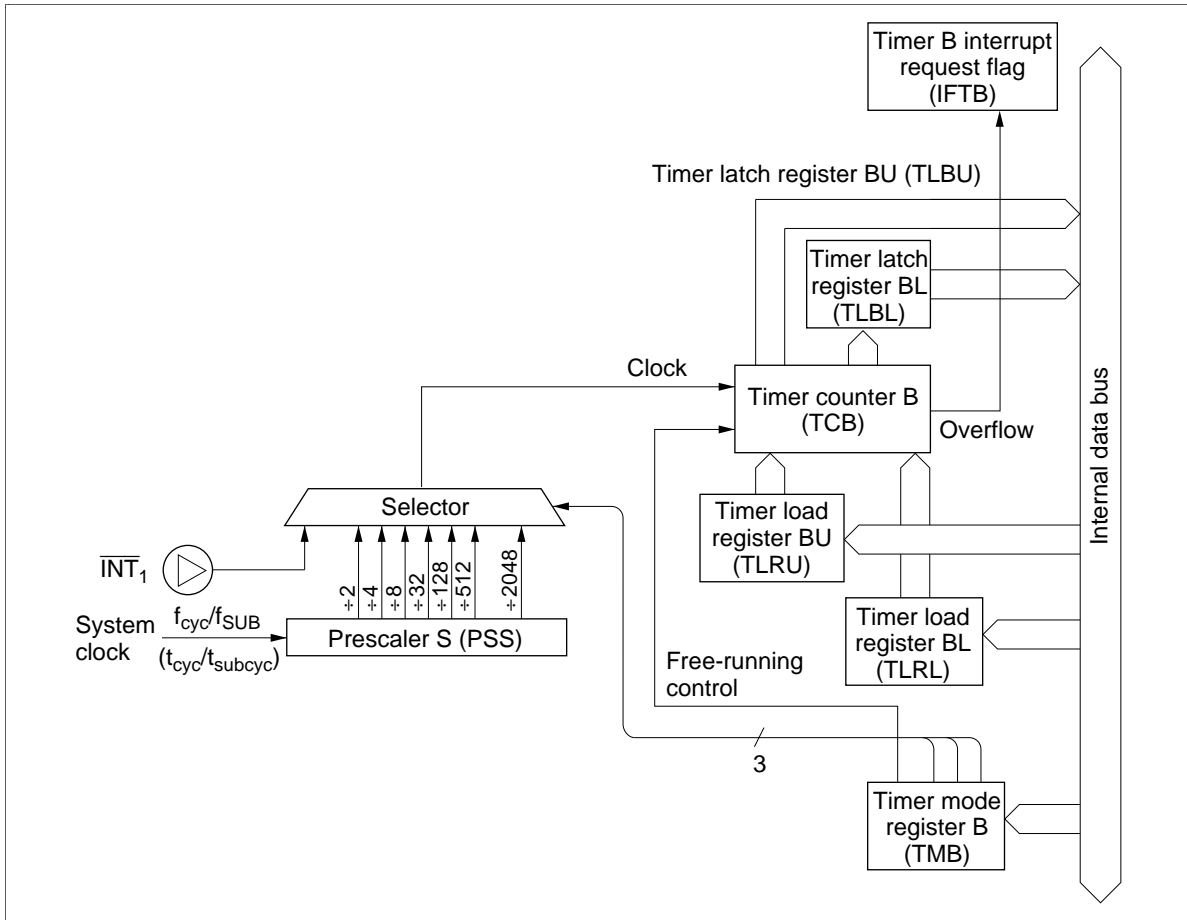 Timer B interrupt
request flag
(IFTB)
Timer latch register BU (TLBU)
Timer latch
register BL
(TLBL)
Clock
Timer counter B
(TCB)
Overflow
Internal data bus
Selector
Timer load
register BU
(TLRU)
INT1
÷2
÷4
÷8
÷32
÷128
÷512
÷2048
System
clock
fcyc/fSUB
(tcyc/tsubcyc)
Prescaler S (PSS)
Timer load
register BL
(TLRL)
Free-running
control
3
Timer mode
register B
(TMB)